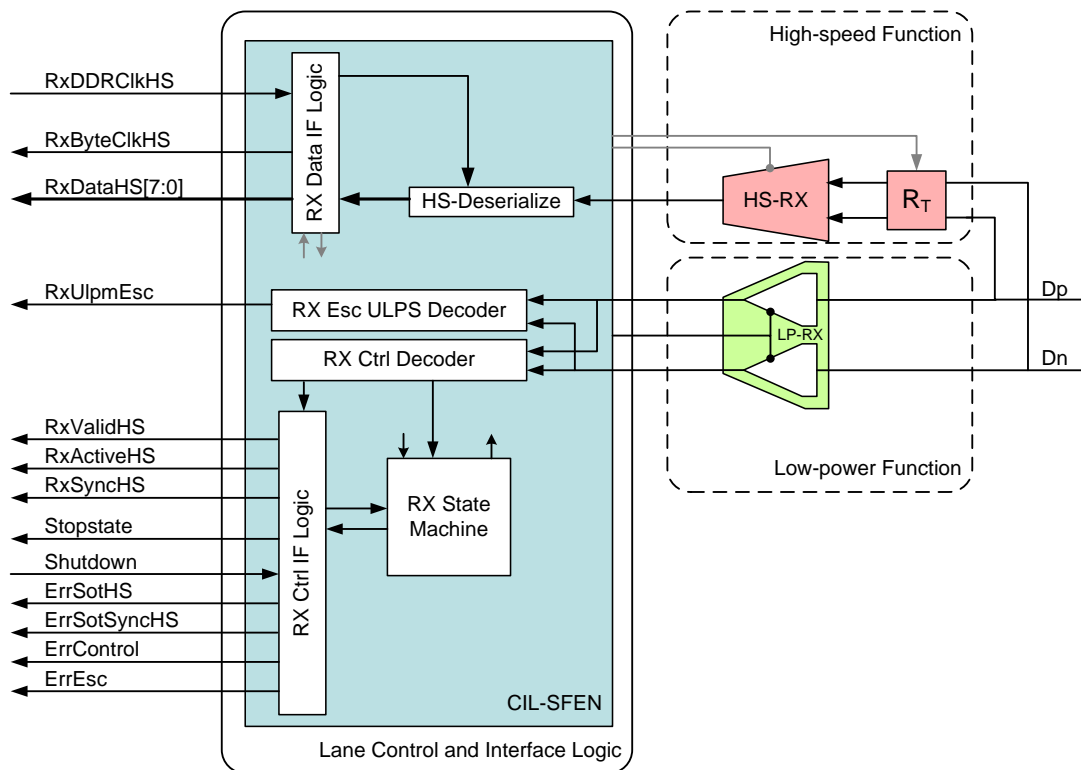 High-speed Function
RxDDRClkHS
RxByteClkHS
RxDataHS[7:0]
RX Data IF Logic
HS-Deserialize
HS-RX
RT
RxUlpmEsc
RX Esc ULPS Decoder
Dp
LP-RX
RX Ctrl Decoder
Dn
RxValidHS
RxActiveHS
RxSyncHS
Stopstate
Shutdown
ErrSotHS
ErrSotSyncHS
ErrControl
ErrEsc
RX Ctrl IF Logic
RX State
Machine
Low-power Function
CIL-SFEN
Lane Control and Interface Logic